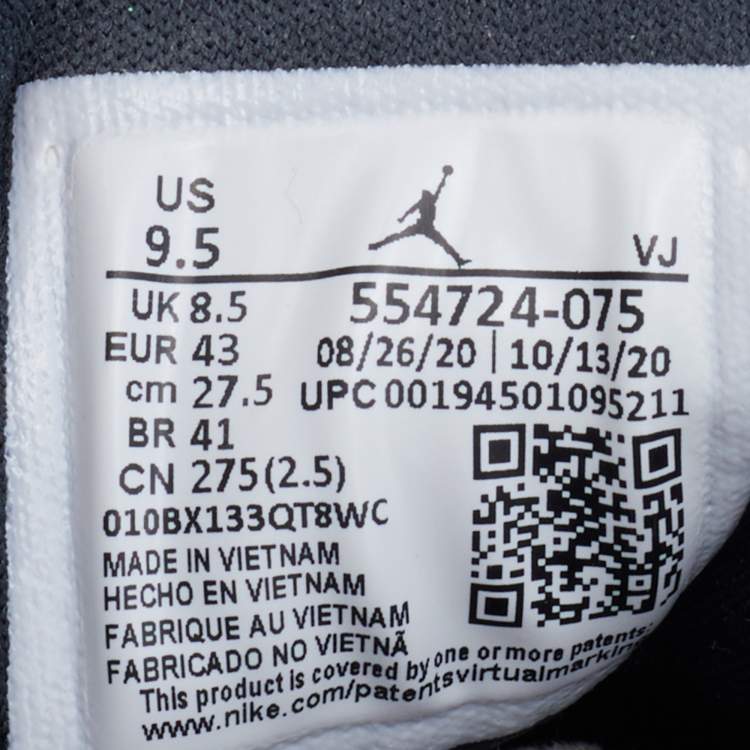 US
9.5
VJ
UK 8.5
554724-075
EUR 43
08/26/20 | 10/13/20
cm 27.5
UPC 00194501095211
BR 41
CN 275(2.5)
010BX133QT8WC
MADE IN VIETNAM
HECHO EN VIETNAM
FABRIQUE AU VIETNAM
FABRICADO NO VIETNÃ
This product is covered by one or more patents:
www.nike.com/patentsvirtualmarkin